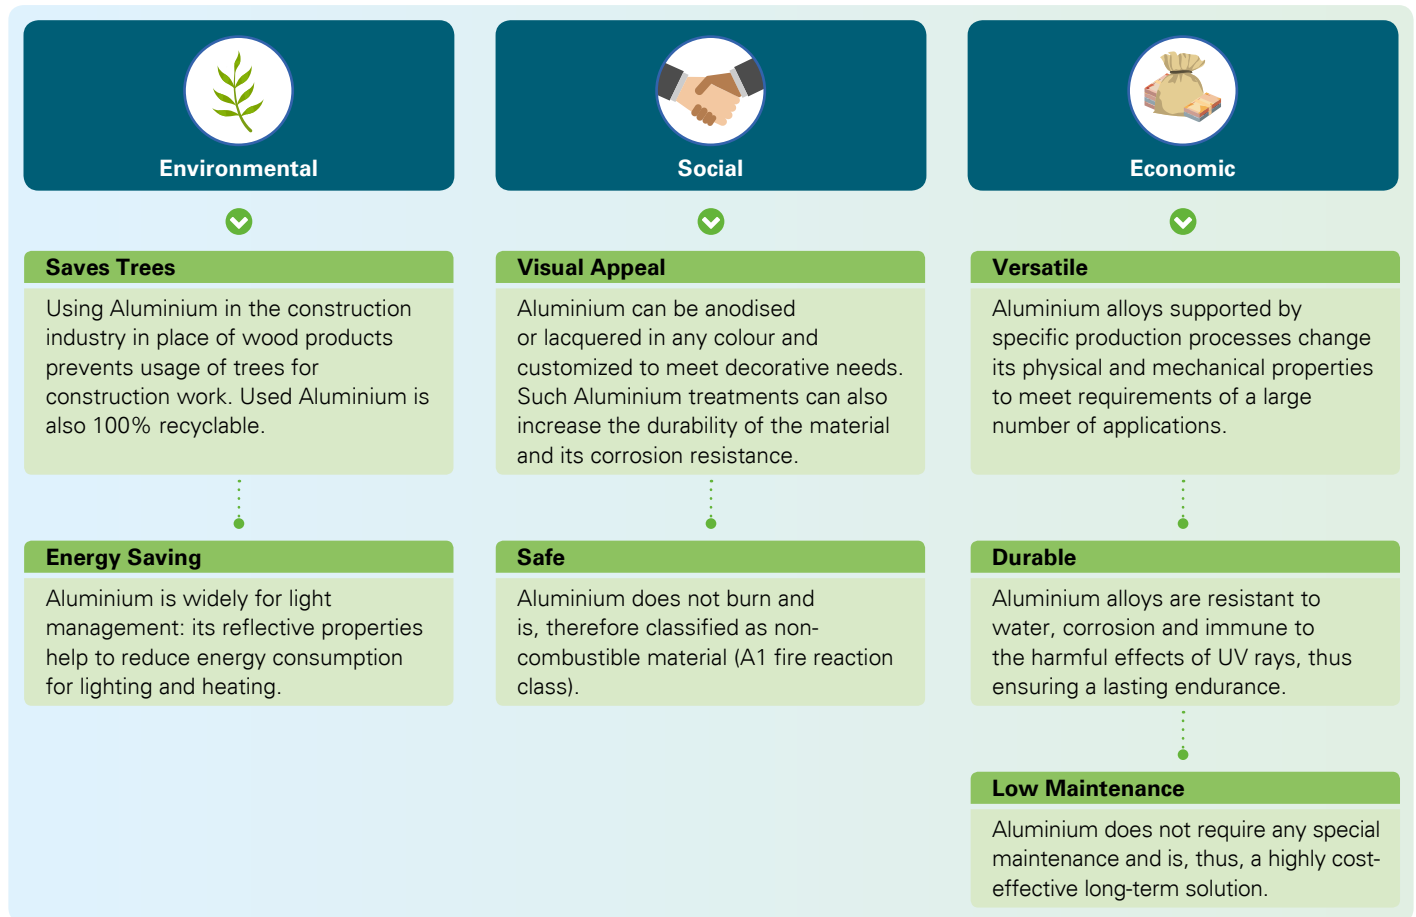 Environmental
Social
Economic
Saves Trees
Using Aluminium in the construction
industry in place of wood products
prevents usage of trees for
construction work. Used Aluminium is
also 100% recyclable.
Energy Saving
Aluminium is widely for light
management: its reflective properties
help to reduce energy consumption
for lighting and heating.
Visual Appeal
Aluminium can be anodised
or lacquered in any colour and
customized to meet decorative needs.
Such Aluminium treatments can also
increase the durability of the material
and its corrosion resistance.
Safe
Aluminium does not burn and
is, therefore classified as non-
combustible material (A1 fire reaction
class).
Versatile
Aluminium alloys supported by
specific production processes change
its physical and mechanical properties
to meet requirements of a large
number of applications.
Durable
Aluminium alloys are resistant to
water, corrosion and immune to
the harmful effects of UV rays, thus
ensuring a lasting endurance.
Low Maintenance
Aluminium does not require any special
maintenance and is, thus, a highly cost-
effective long-term solution.